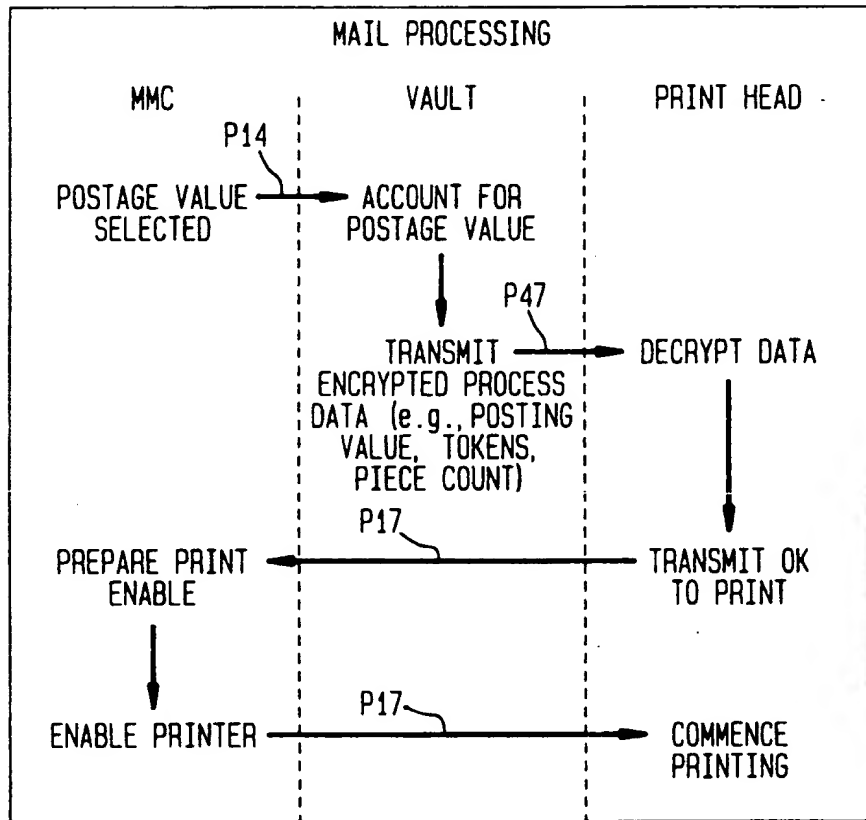 MAIL PROCESSING
MMC
VAULT
PRINT HEAD
P14
POSTAGE VALUE
SELECTED
ACCOUNT FOR
POSTAGE VALUE
P47
TRANSMIT
ENCRYPTED PROCESS
DATA (e.g., POSTING
VALUE, TOKENS,
PIECE COUNT)
DECRYPT DATA
P17
PREPARE PRINT
ENABLE
TRANSMIT OK
TO PRINT
P17
ENABLE PRINTER
COMMENCE
PRINTING